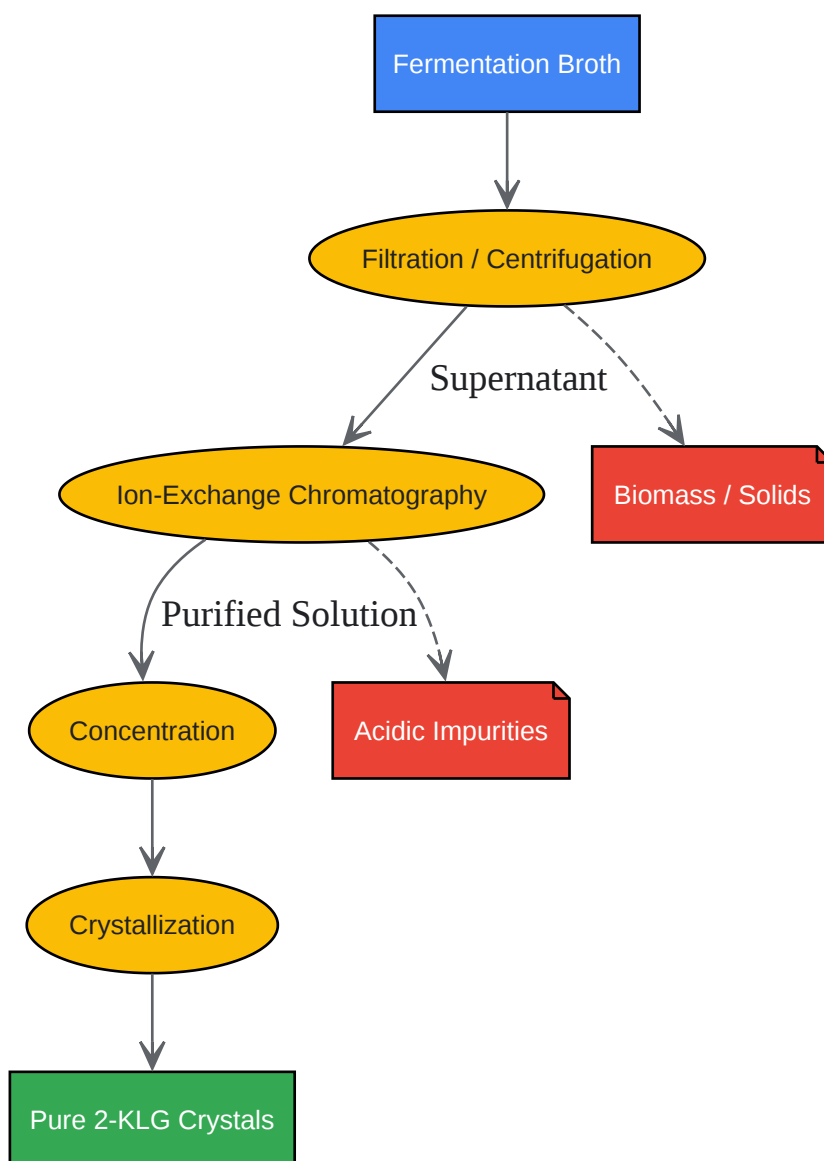 Fermentation Broth
Filtration / Centrifugation
Supernatant
Ion-Exchange Chromatography
Biomass / Solids
Purified Solution
Concentration
Acidic Impurities
Crystallization
Pure 2-KLG Crystals